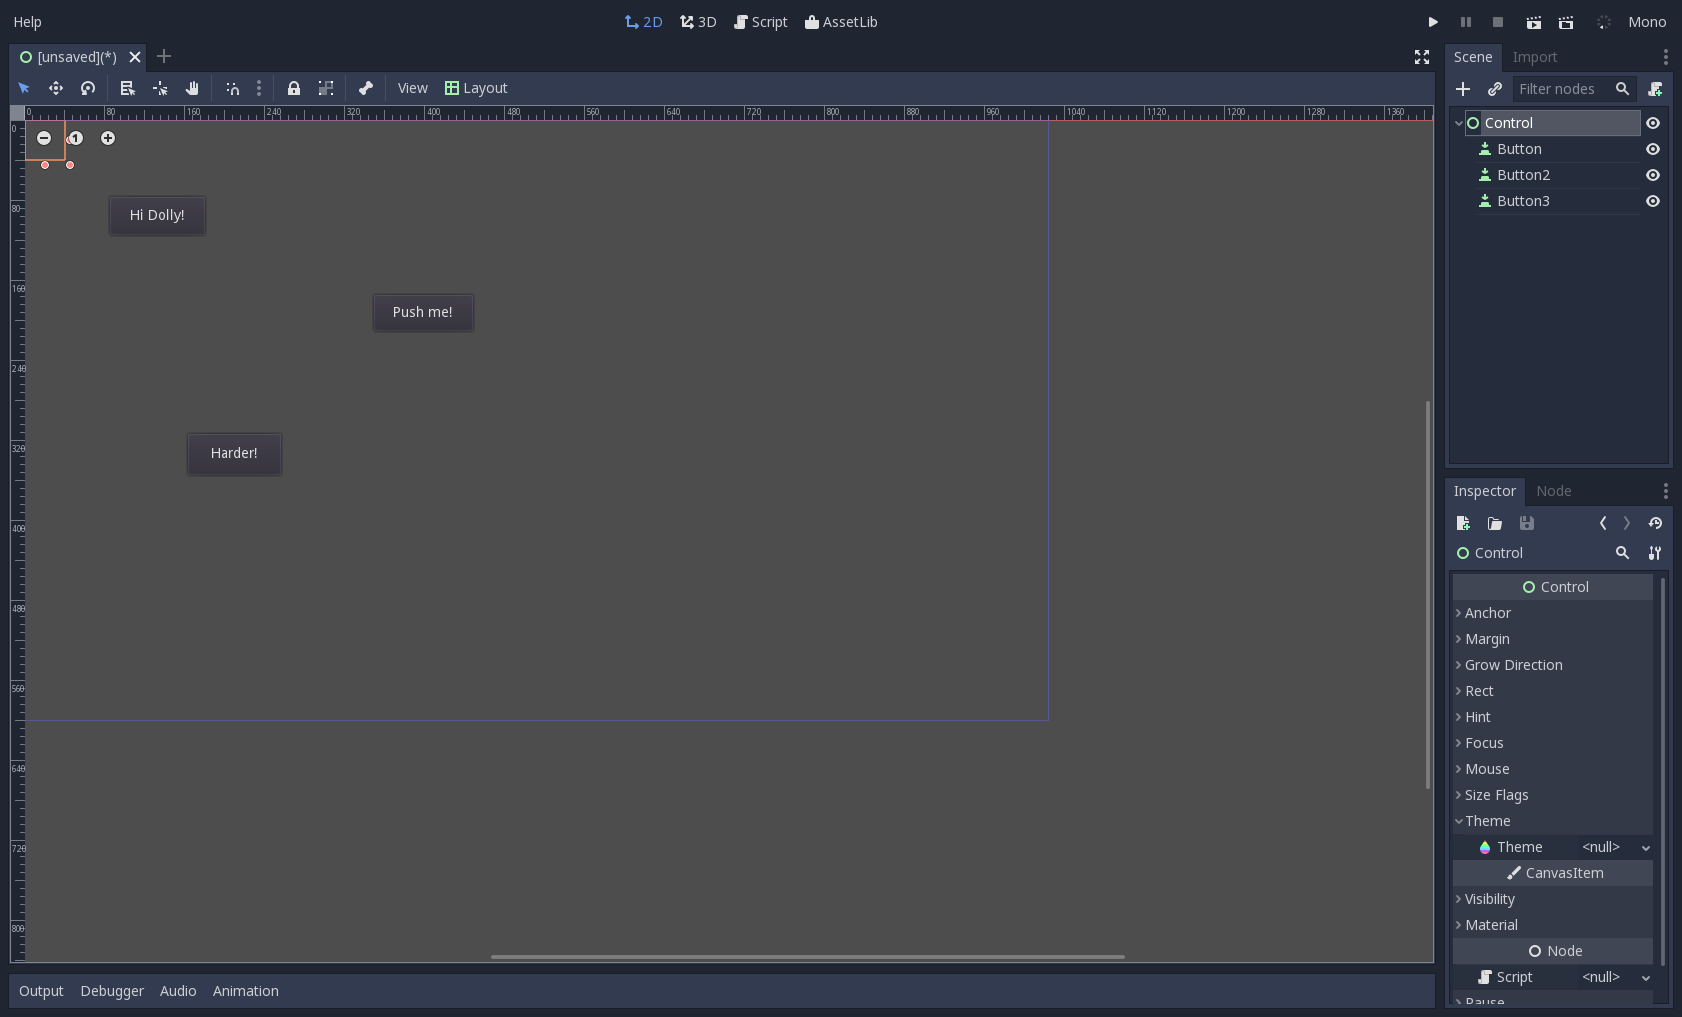 Help
2D 3D Script AssetLib
Mono
[unsaved](*)
View Layout
0 80 160 240 320 400 480 560 640 720 800 880 960 1040 1120 1200 1280 1360
0
80
160
240
320
400
480
560
640
720
800
1
Hi Dolly!
Push me!
Harder!
Output Debugger Audio Animation
Scene Import
Filter nodes
Control
Button
Button2
Button3
Inspector Node
Control
Control
Anchor
Margin
Grow Direction
Rect
Hint
Focus
Mouse
Size Flags
Theme
Theme <null>
CanvasItem
Visibility
Material
Node
Script <null>
Pause